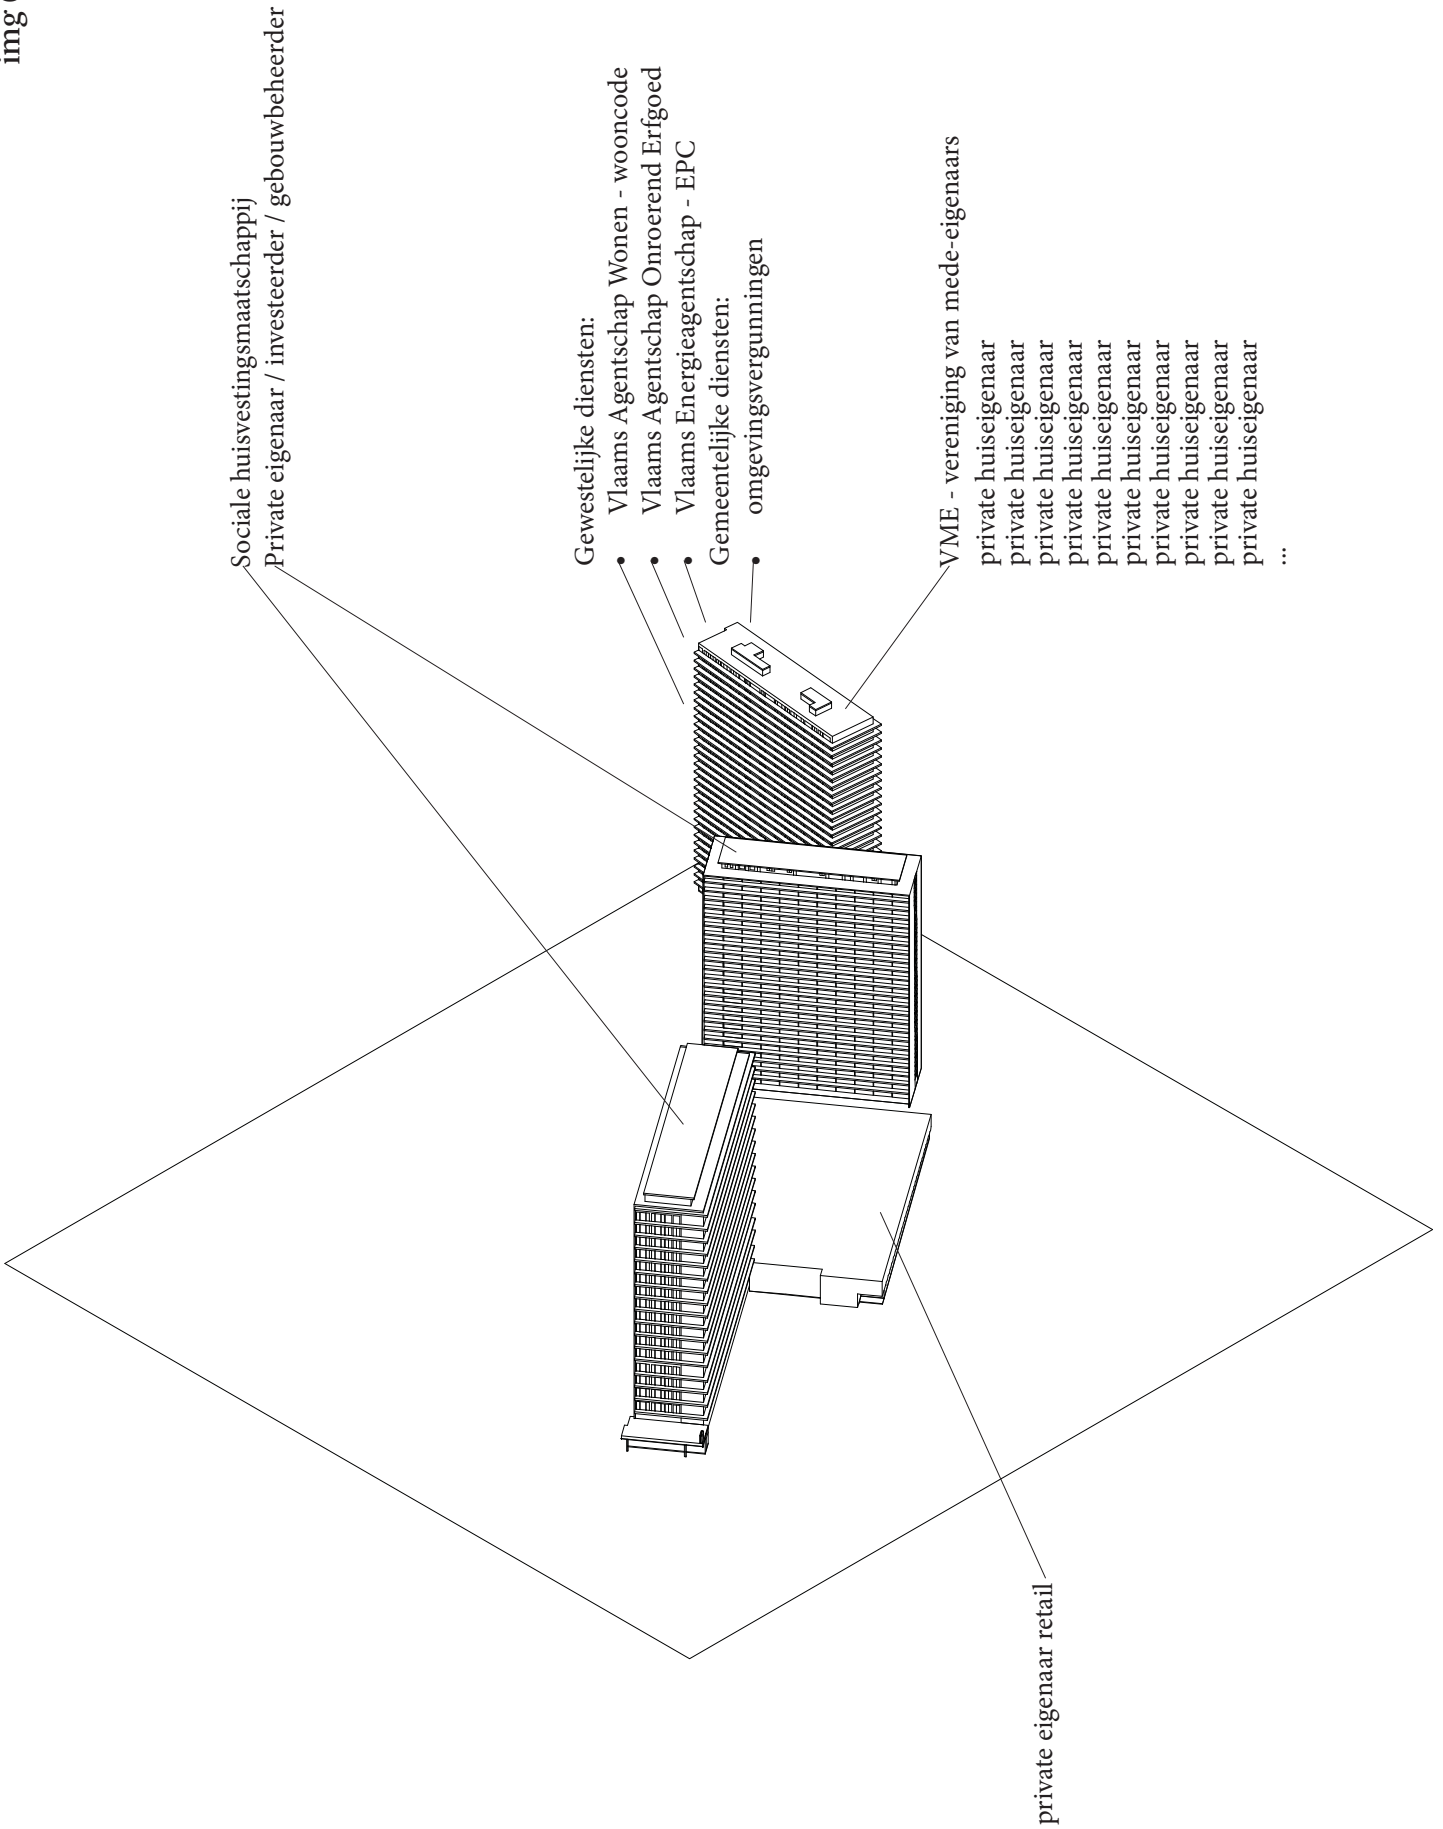 img
Sociale huisvestingsmaatschappij
Private eigenaar / investeerder / gebouwbeheerder
Gewestelijke diensten:
• Vlaams Agentschap Wonen - wooncode
• Vlaams Agentschap Onroerend Erfgoed
• Vlaams Energieagentschap - EPC
Gemeentelijke diensten:
• omgevingsvergunningen
VME - vereniging van mede-eigenaars
private huiseigenaar
private huiseigenaar
private huiseigenaar
private huiseigenaar
private huiseigenaar
private huiseigenaar
private huiseigenaar
private huiseigenaar
private huiseigenaar
private huiseigenaar
...
private eigenaar retail